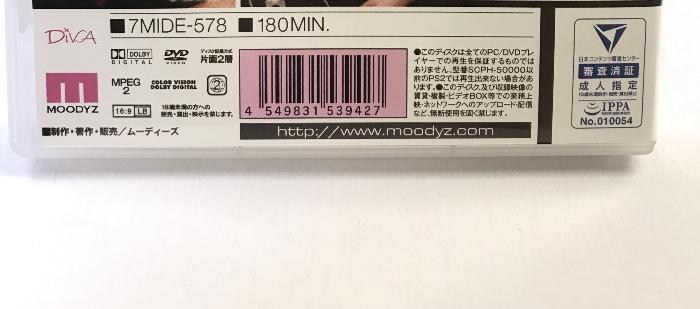 DiVA
■7MIDE-578 ■180MIN.
DOLBY
DIGITAL
DVD
VIDEO
ディスク記録方式
片面2層
MOODYZ
MPEG
2
COLOR VISION
DOLBY DIGITAL
2
16:9 LB
18歳未満の方への
販売・貸出・映示を禁じます。
4 549831 539427
●このディスクは全てのPC/DVDプレ
イヤーでの再生を保証するものでは
ありません。型番SCPH-50000以
前のPS2では再生出来ない場合があ
ります。●このディスク及び収録映像の
賃貸・複製・ビデオBOX等での業務上
映・ネットワークへのアップロード・配信
など、無断使用を固く禁じます。
■制作・著作・販売/ムーディーズ
http://www.moodyz.com
日本コンテンツ審査センター
審査済証
成人指定
IPPA
No.010054